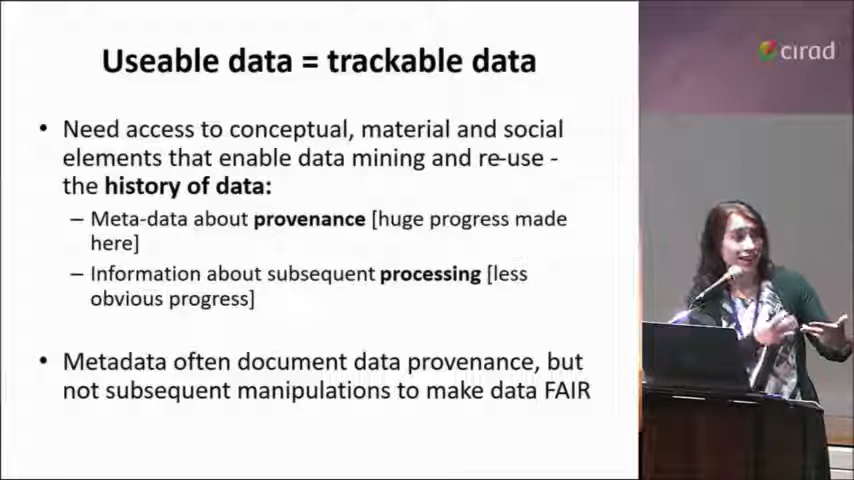 Useable data = trackable data
cirad
• Need access to conceptual, material and social
elements that enable data mining and re-use -
the history of data:
– Meta-data about provenance [huge progress made
here]
– Information about subsequent processing [less
obvious progress]
• Metadata often document data provenance, but
not subsequent manipulations to make data FAIR